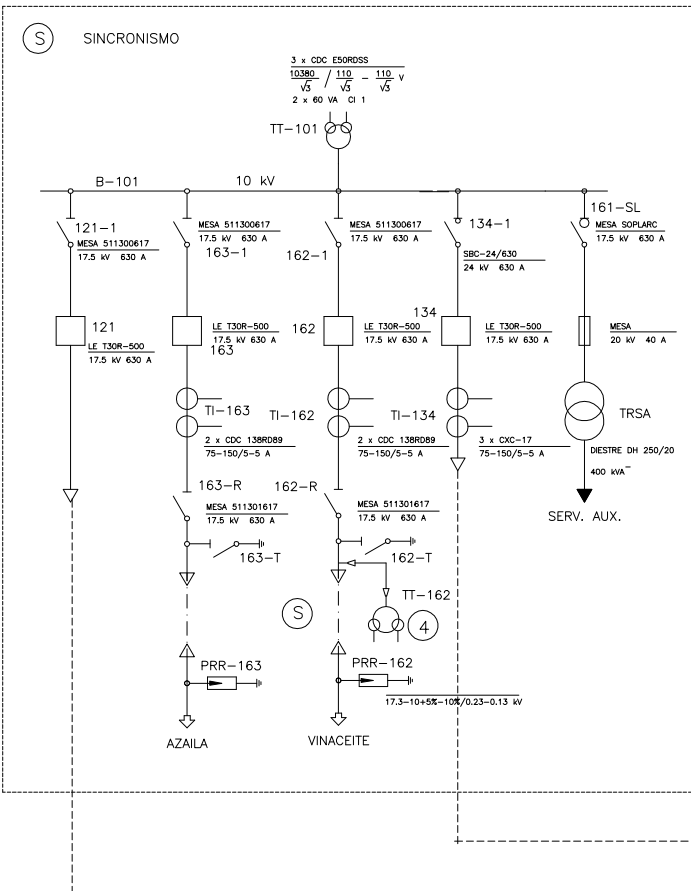 S SINCRONISMO
3 x CDC E50RDSS
10380/√3 / 110/√3 - 110/√3 V
2 x 60 VA Cl 1
TT-101
B-101 10 kV
121-1
MESA 511300617
17.5 kV 630 A
MESA 511300617
17.5 kV 630 A
163-1
MESA 511300617
17.5 kV 630 A
162-1
134-1
SBC-24/630
24 kV 630 A
161-SL
MESA SOPLARC
17.5 kV 630 A
121
LE T30R-500
17.5 kV 630 A
LE T30R-500
17.5 kV 630 A
163
162
LE T30R-500
17.5 kV 630 A
134
LE T30R-500
17.5 kV 630 A
MESA
20 kV 40 A
TI-163
2 x CDC 138RD89
75-150/5-5 A
TI-162
2 x CDC 138RD89
75-150/5-5 A
TI-134
3 x CXC-17
75-150/5-5 A
TRSA
DIESTRE DH 250/20
400 kVA
SERV. AUX.
163-R
MESA 511301617
17.5 kV 630 A
162-R
MESA 511301617
17.5 kV 630 A
163-T
162-T
TT-162
S
4
PRR-163
PRR-162
17.3-10+5%-10%/0.23-0.13 kV
AZAILA
VINACEITE